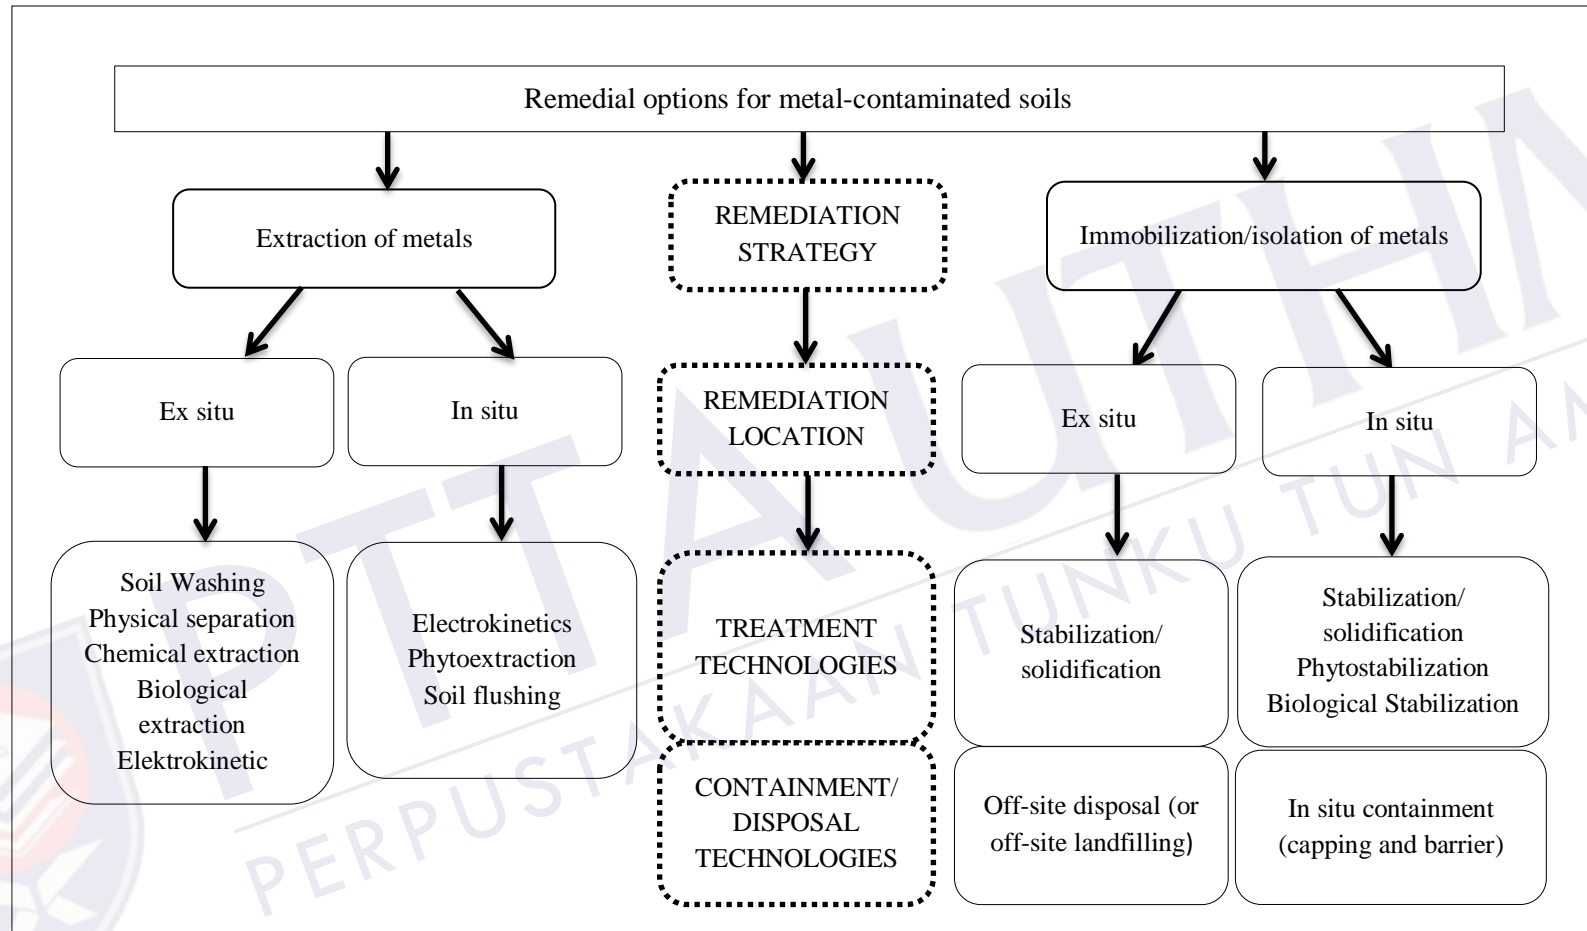 Remedial options for metal-contaminated soils
Extraction of metals
REMEDIATION
STRATEGY
Immobilization/isolation of metals
Ex situ
In situ
REMEDIATION
LOCATION
Ex situ
In situ
Soil Washing
Physical separation
Chemical extraction
Biological
extraction
Elektrokinetic
Electrokinetics
Phytoextraction
Soil flushing
TREATMENT
TECHNOLOGIES
Stabilization/
solidification
Stabilization/
solidification
Phytostabilization
Biological Stabilization
CONTAINMENT/
DISPOSAL
TECHNOLOGIES
Off-site disposal (or
off-site landfilling)
In situ containment
(capping and barrier)
PTTA UTHM
PERPUSTAKAAN TUNKU TUN